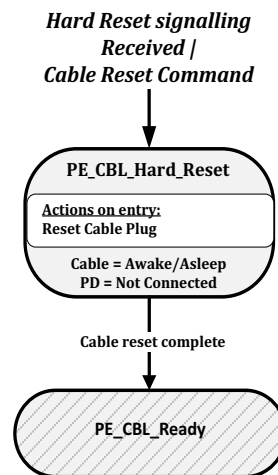 Hard Reset signalling
Received |
Cable Reset Command
PE_CBL_Hard_Reset
Actions on entry:
Reset Cable Plug
Cable = Awake/Asleep
PD = Not Connected
Cable reset complete
PE_CBL_Ready